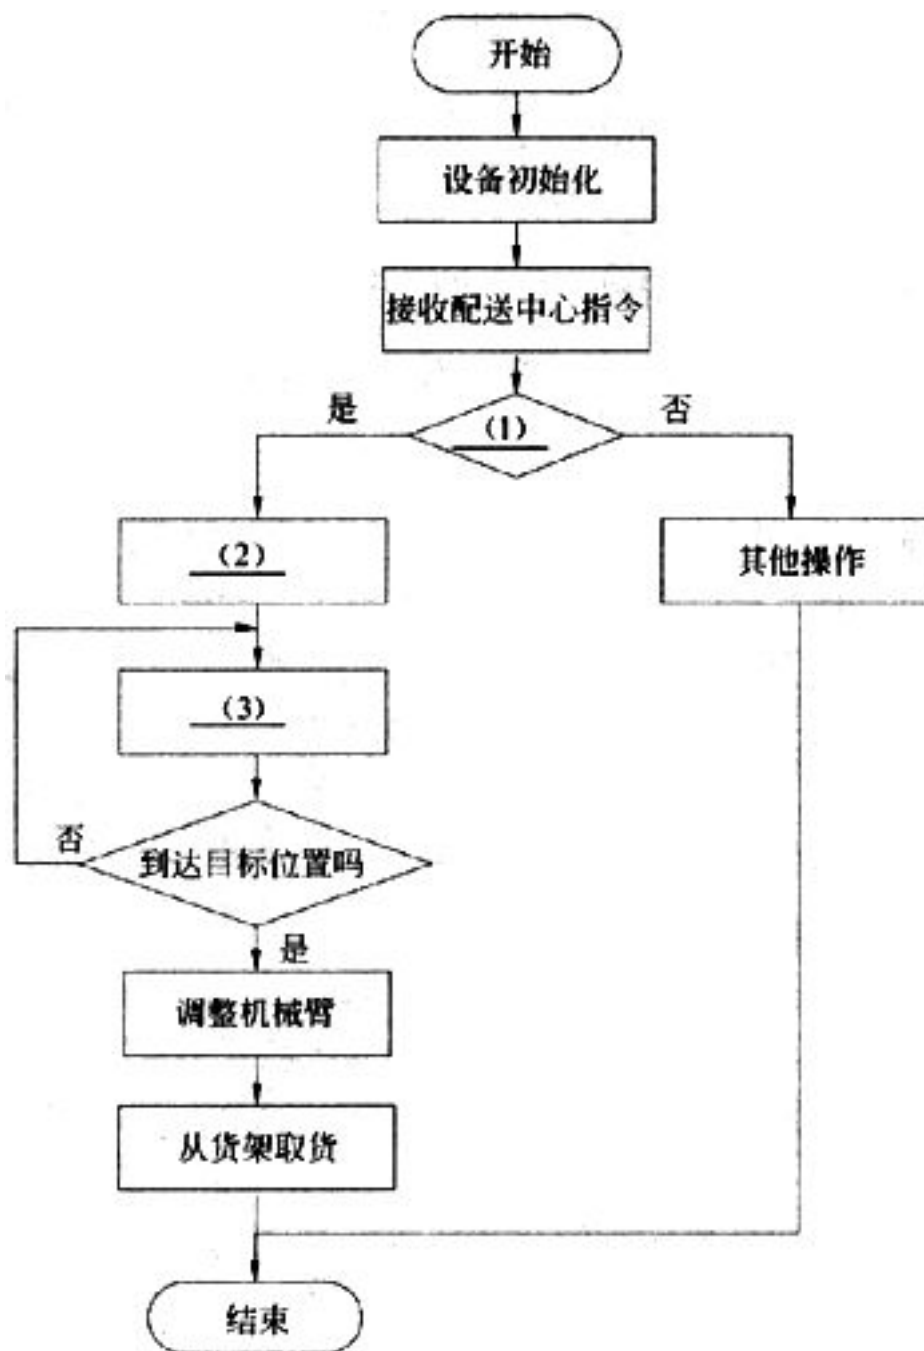 开始
设备初始化
接收配送中心指令
是
(1)
否
(2)
其他操作
(3)
否
到达目标位置吗
是
调整机械臂
从货架取货
结束